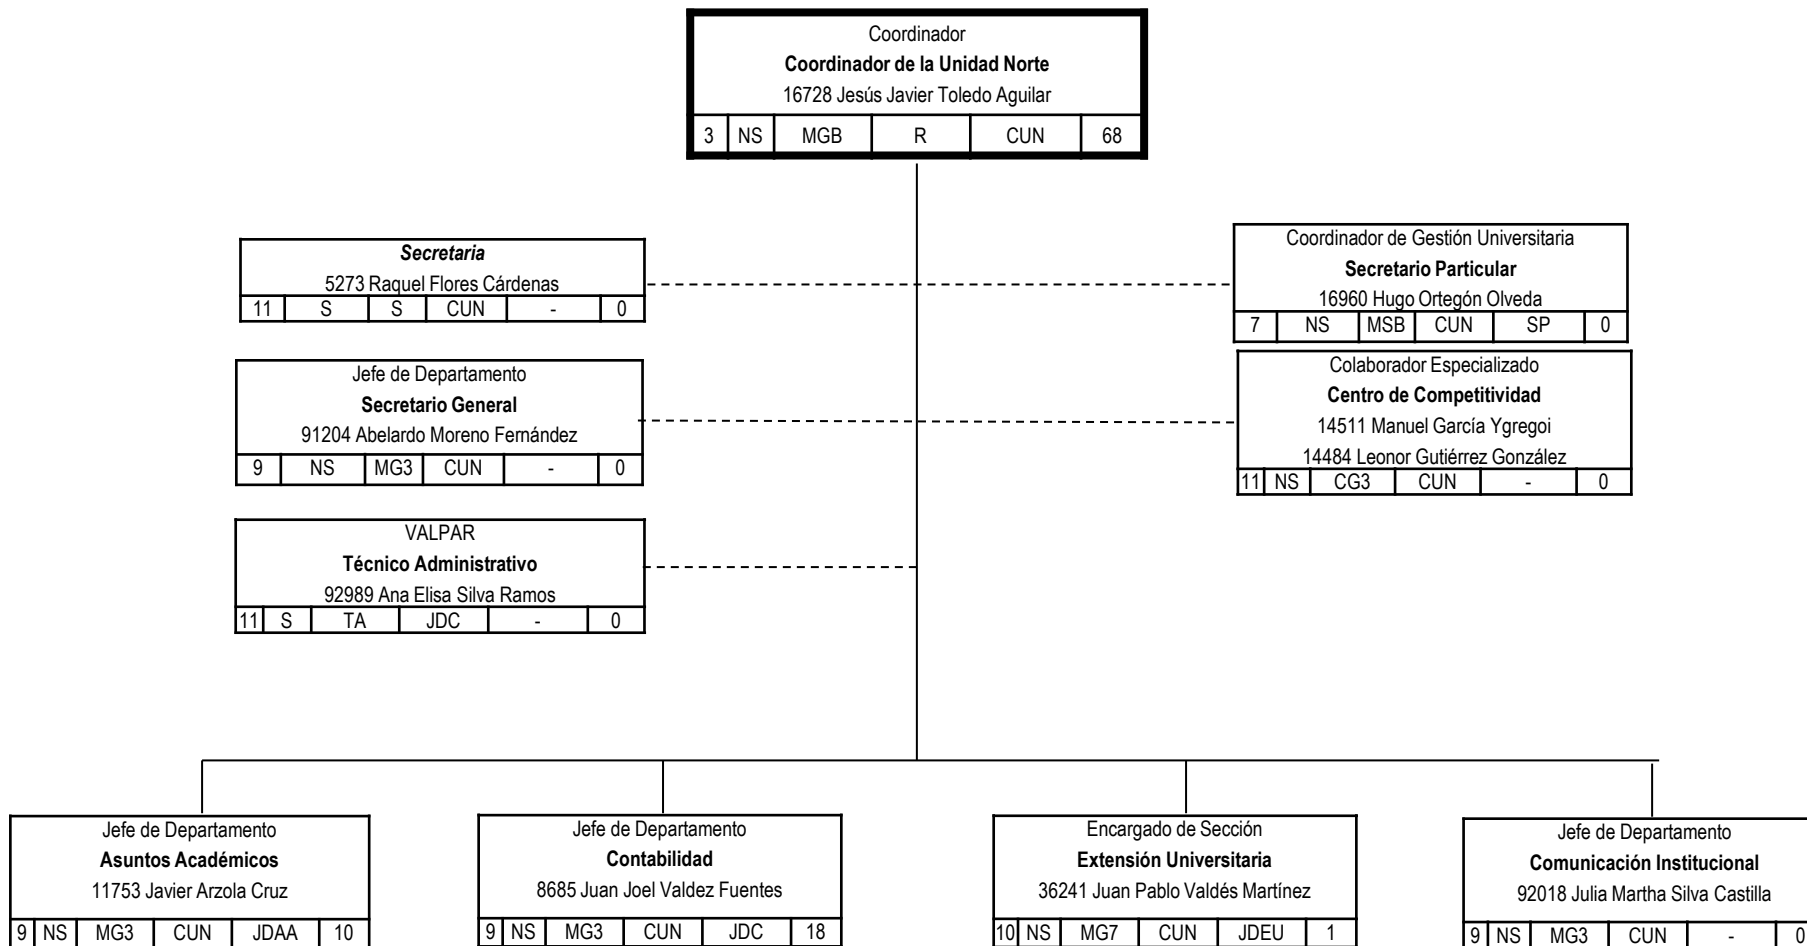 Coordinador
Coordinador de la Unidad Norte
16728 Jesús Javier Toledo Aguilar
3 NS MGB R CUN 68
Secretaria
5273 Raquel Flores Cárdenas
11 S S CUN - 0
Coordinador de Gestión Universitaria
Secretario Particular
16960 Hugo Ortegón Olveda
7 NS MSB CUN SP 0
Jefe de Departamento
Secretario General
91204 Abelardo Moreno Fernández
9 NS MG3 CUN - 0
Colaborador Especializado
Centro de Competitividad
14511 Manuel García Ygregoi
14484 Leonor Gutiérrez González
11 NS CG3 CUN - 0
VALPAR
Técnico Administrativo
92989 Ana Elisa Silva Ramos
11 S TA JDC - 0
Jefe de Departamento
Asuntos Académicos
11753 Javier Arzola Cruz
9 NS MG3 CUN JDAA 10
Jefe de Departamento
Contabilidad
8685 Juan Joel Valdez Fuentes
9 NS MG3 CUN JDC 18
Encargado de Sección
Extensión Universitaria
36241 Juan Pablo Valdés Martínez
10 NS MG7 CUN JDEU 1
Jefe de Departamento
Comunicación Institucional
92018 Julia Martha Silva Castilla
9 NS MG3 CUN - 0